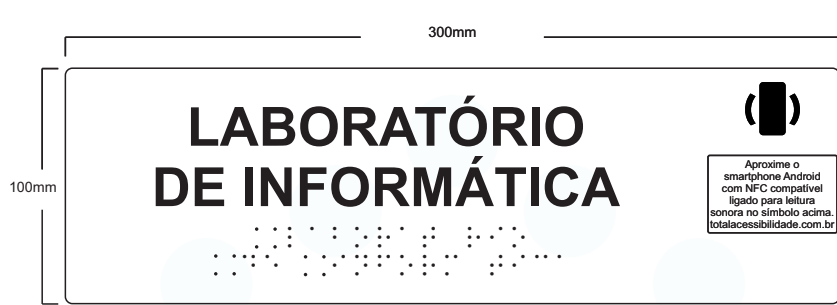 300mm
100mm
LABORATÓRIO
DE INFORMÁTICA
Aproxime o
smartphone Android
com NFC compatível
ligado para leitura
sonora no símbolo acima.
totalacessibilidade.com.br